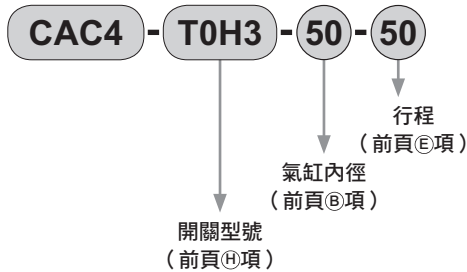 CAC4-T0H3-50-50
行程
（前頁Ⓔ項）
氣缸內徑
（前頁Ⓑ項）
開關型號
（前頁Ⓗ項）